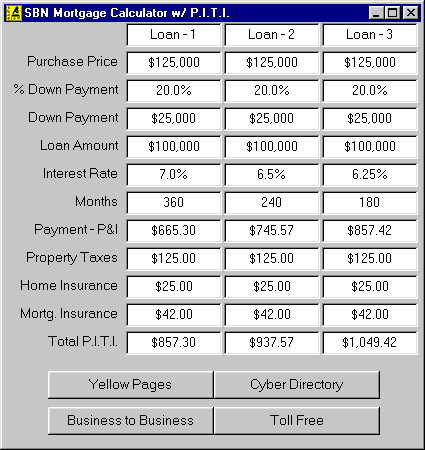 SBN Mortgage Calculator w/ P.I.T.I.
Loan - 1 Loan - 2 Loan - 3
Purchase Price $125,000 $125,000 $125,000
% Down Payment 20.0% 20.0% 20.0%
Down Payment $25,000 $25,000 $25,000
Loan Amount $100,000 $100,000 $100,000
Interest Rate 7.0% 6.5% 6.25%
Months 360 240 180
Payment - P&I $665.30 $745.57 $857.42
Property Taxes $125.00 $125.00 $125.00
Home Insurance $25.00 $25.00 $25.00
Mortg. Insurance $42.00 $42.00 $42.00
Total P.I.T.I. $857.30 $937.57 $1,049.42
Yellow Pages Cyber Directory
Business to Business Toll Free